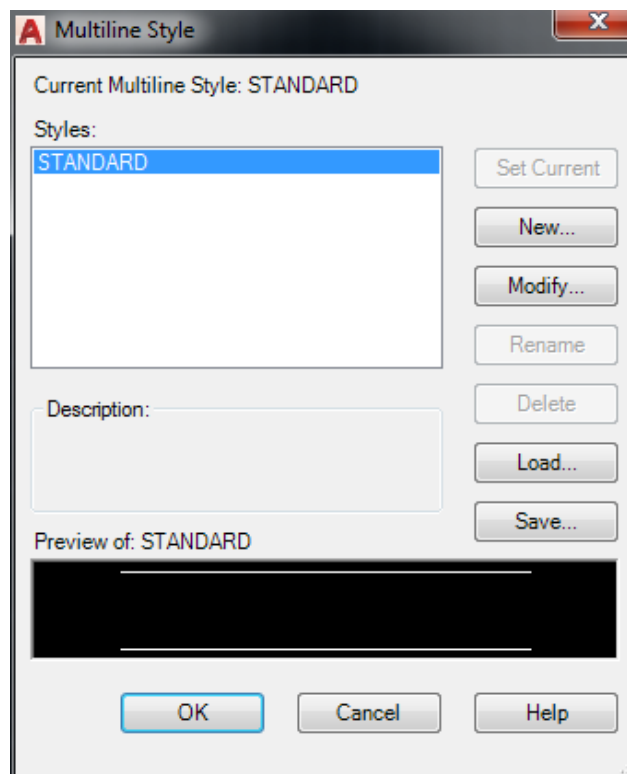 Multiline Style
Current Multiline Style: STANDARD
Styles:
STANDARD
Set Current
New...
Modify...
Rename
Delete
Load...
Save...
Description:
Preview of: STANDARD
OK
Cancel
Help